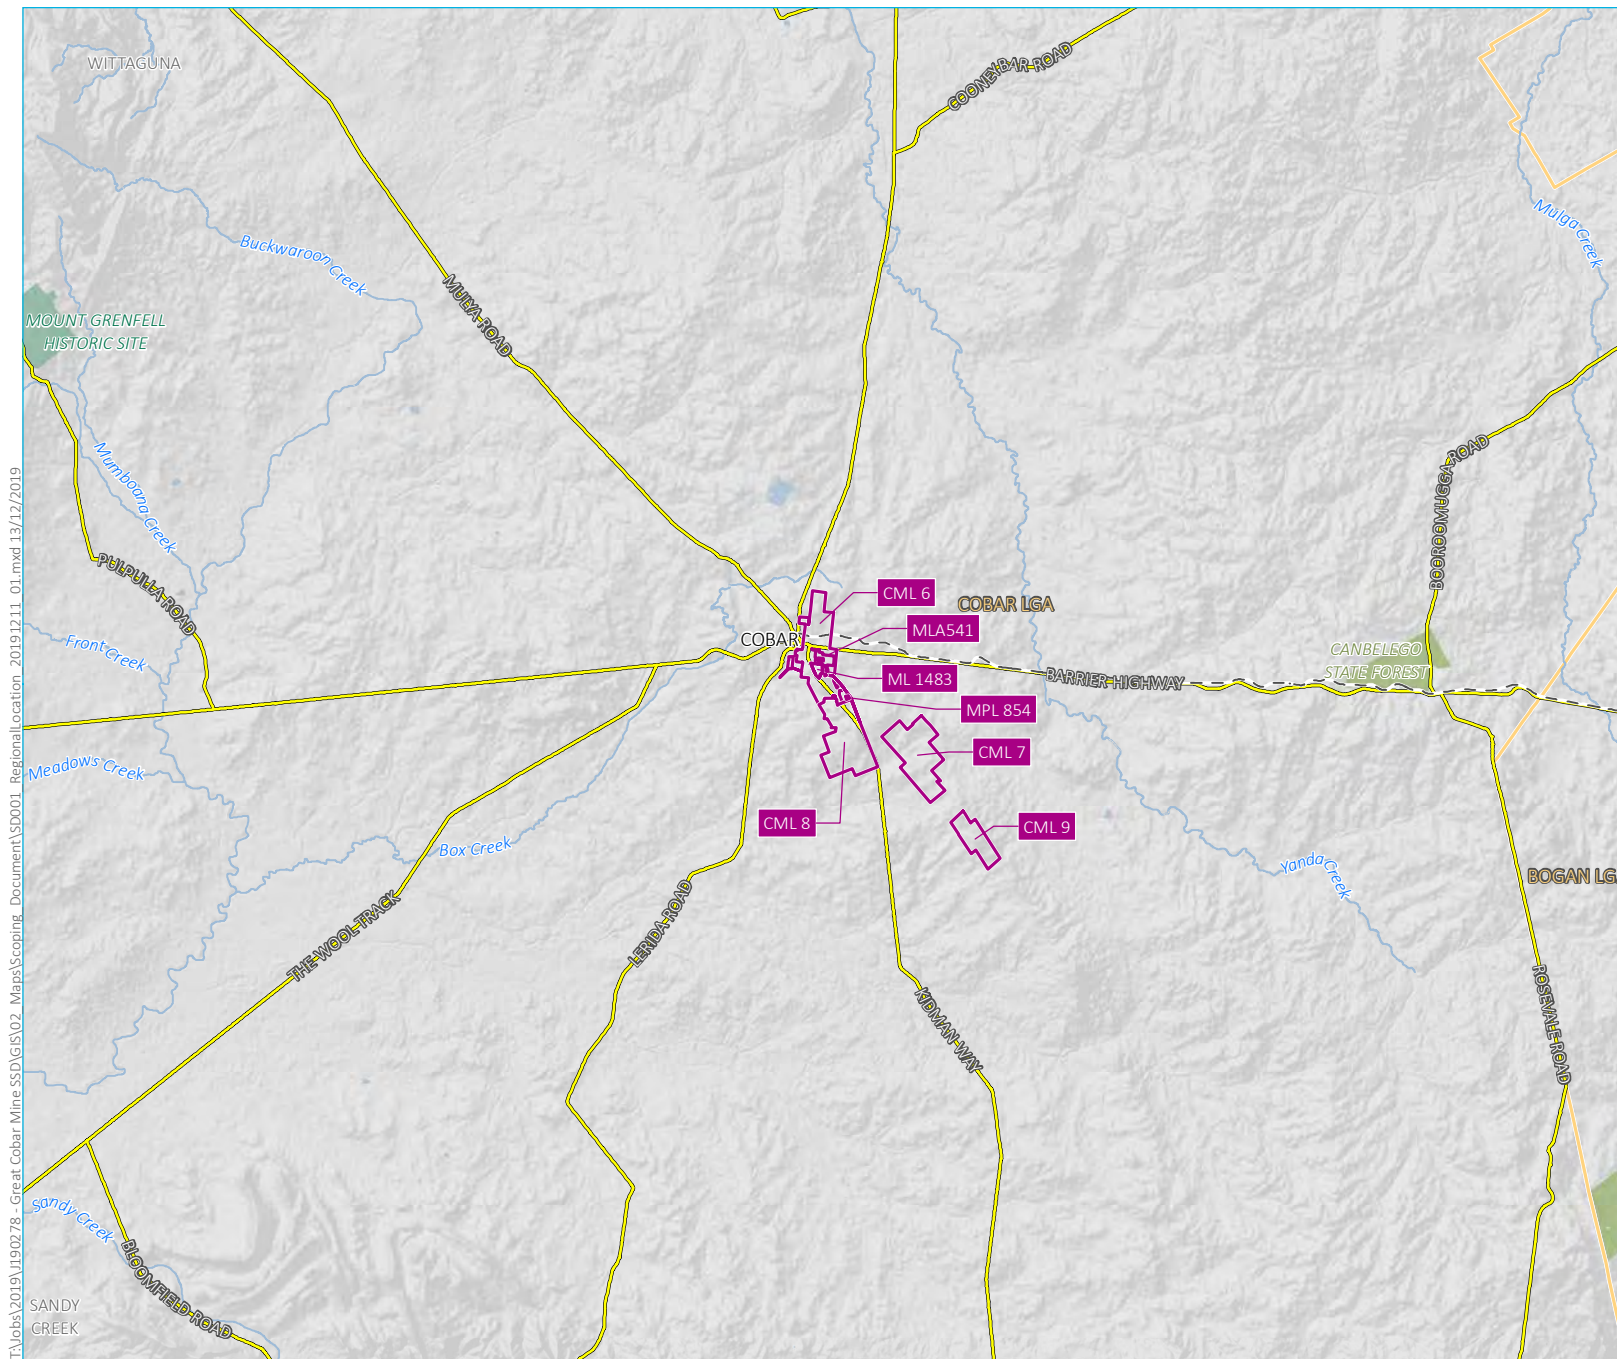 WITTAGUNA
COONEYBAR ROAD
Mulga Creek
Buckwaroon Creek
MULYA ROAD
MOUNT GRENFELL
HISTORIC SITE
Mumboana Creek
BOOROOMUGGA ROAD
PULPULLA ROAD
CML 6
COBAR LGA
MLA541
COBAR
Front Creek
CANBELEGO
STATE FOREST
ML 1483
BARRIER HIGHWAY
MPL 854
CML 7
Meadows Creek
CML 8
CML 9
Box Creek
Yanda Creek
BOGAN LGA
THE WOOL TRACK
LERIDA ROAD
KIDMAN WAY
ROSEVALE ROAD
Sandy Creek
BLOOMFIELD ROAD
SANDY
CREEK
T:\Jobs\2019\J190278 - Great Cobar Mine SSD\GIS\02_Maps\Scoping_Document\SD001_RegionalLocation_20191211_01.mxd 13/12/2019